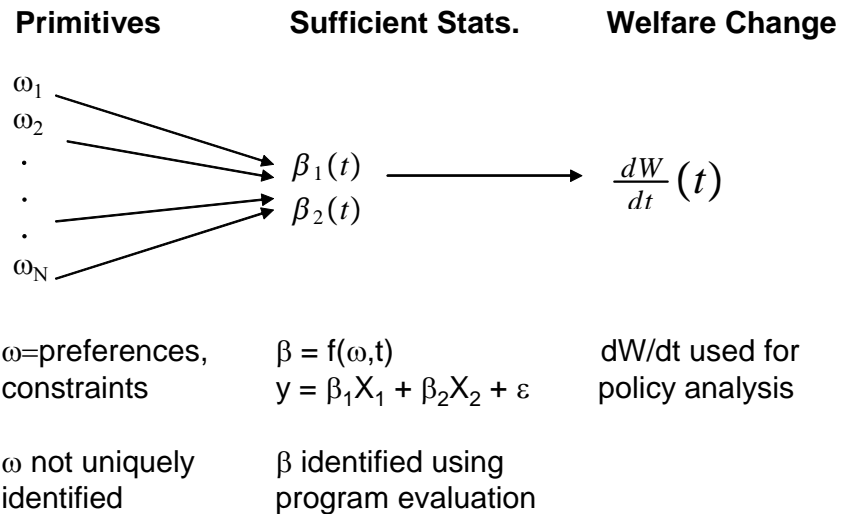 Primitives Sufficient Stats. Welfare Change
ω₁
ω₂
.
.
.
ω_N
β₁(t)
β₂(t)
dW/dt (t)
ω=preferences,
constraints
β = f(ω,t)
y = β₁X₁ + β₂X₂ + ε
dW/dt used for
policy analysis
ω not uniquely
identified
β identified using
program evaluation